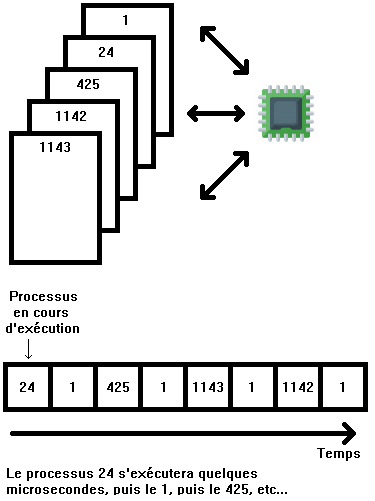 1
24
425
1142
1143
Processus
en cours
d'exécution
24 1 425 1 1143 1 1142 1
Temps
Le processus 24 s'exécutera quelques
microsecondes, puis le 1, puis le 425, etc...